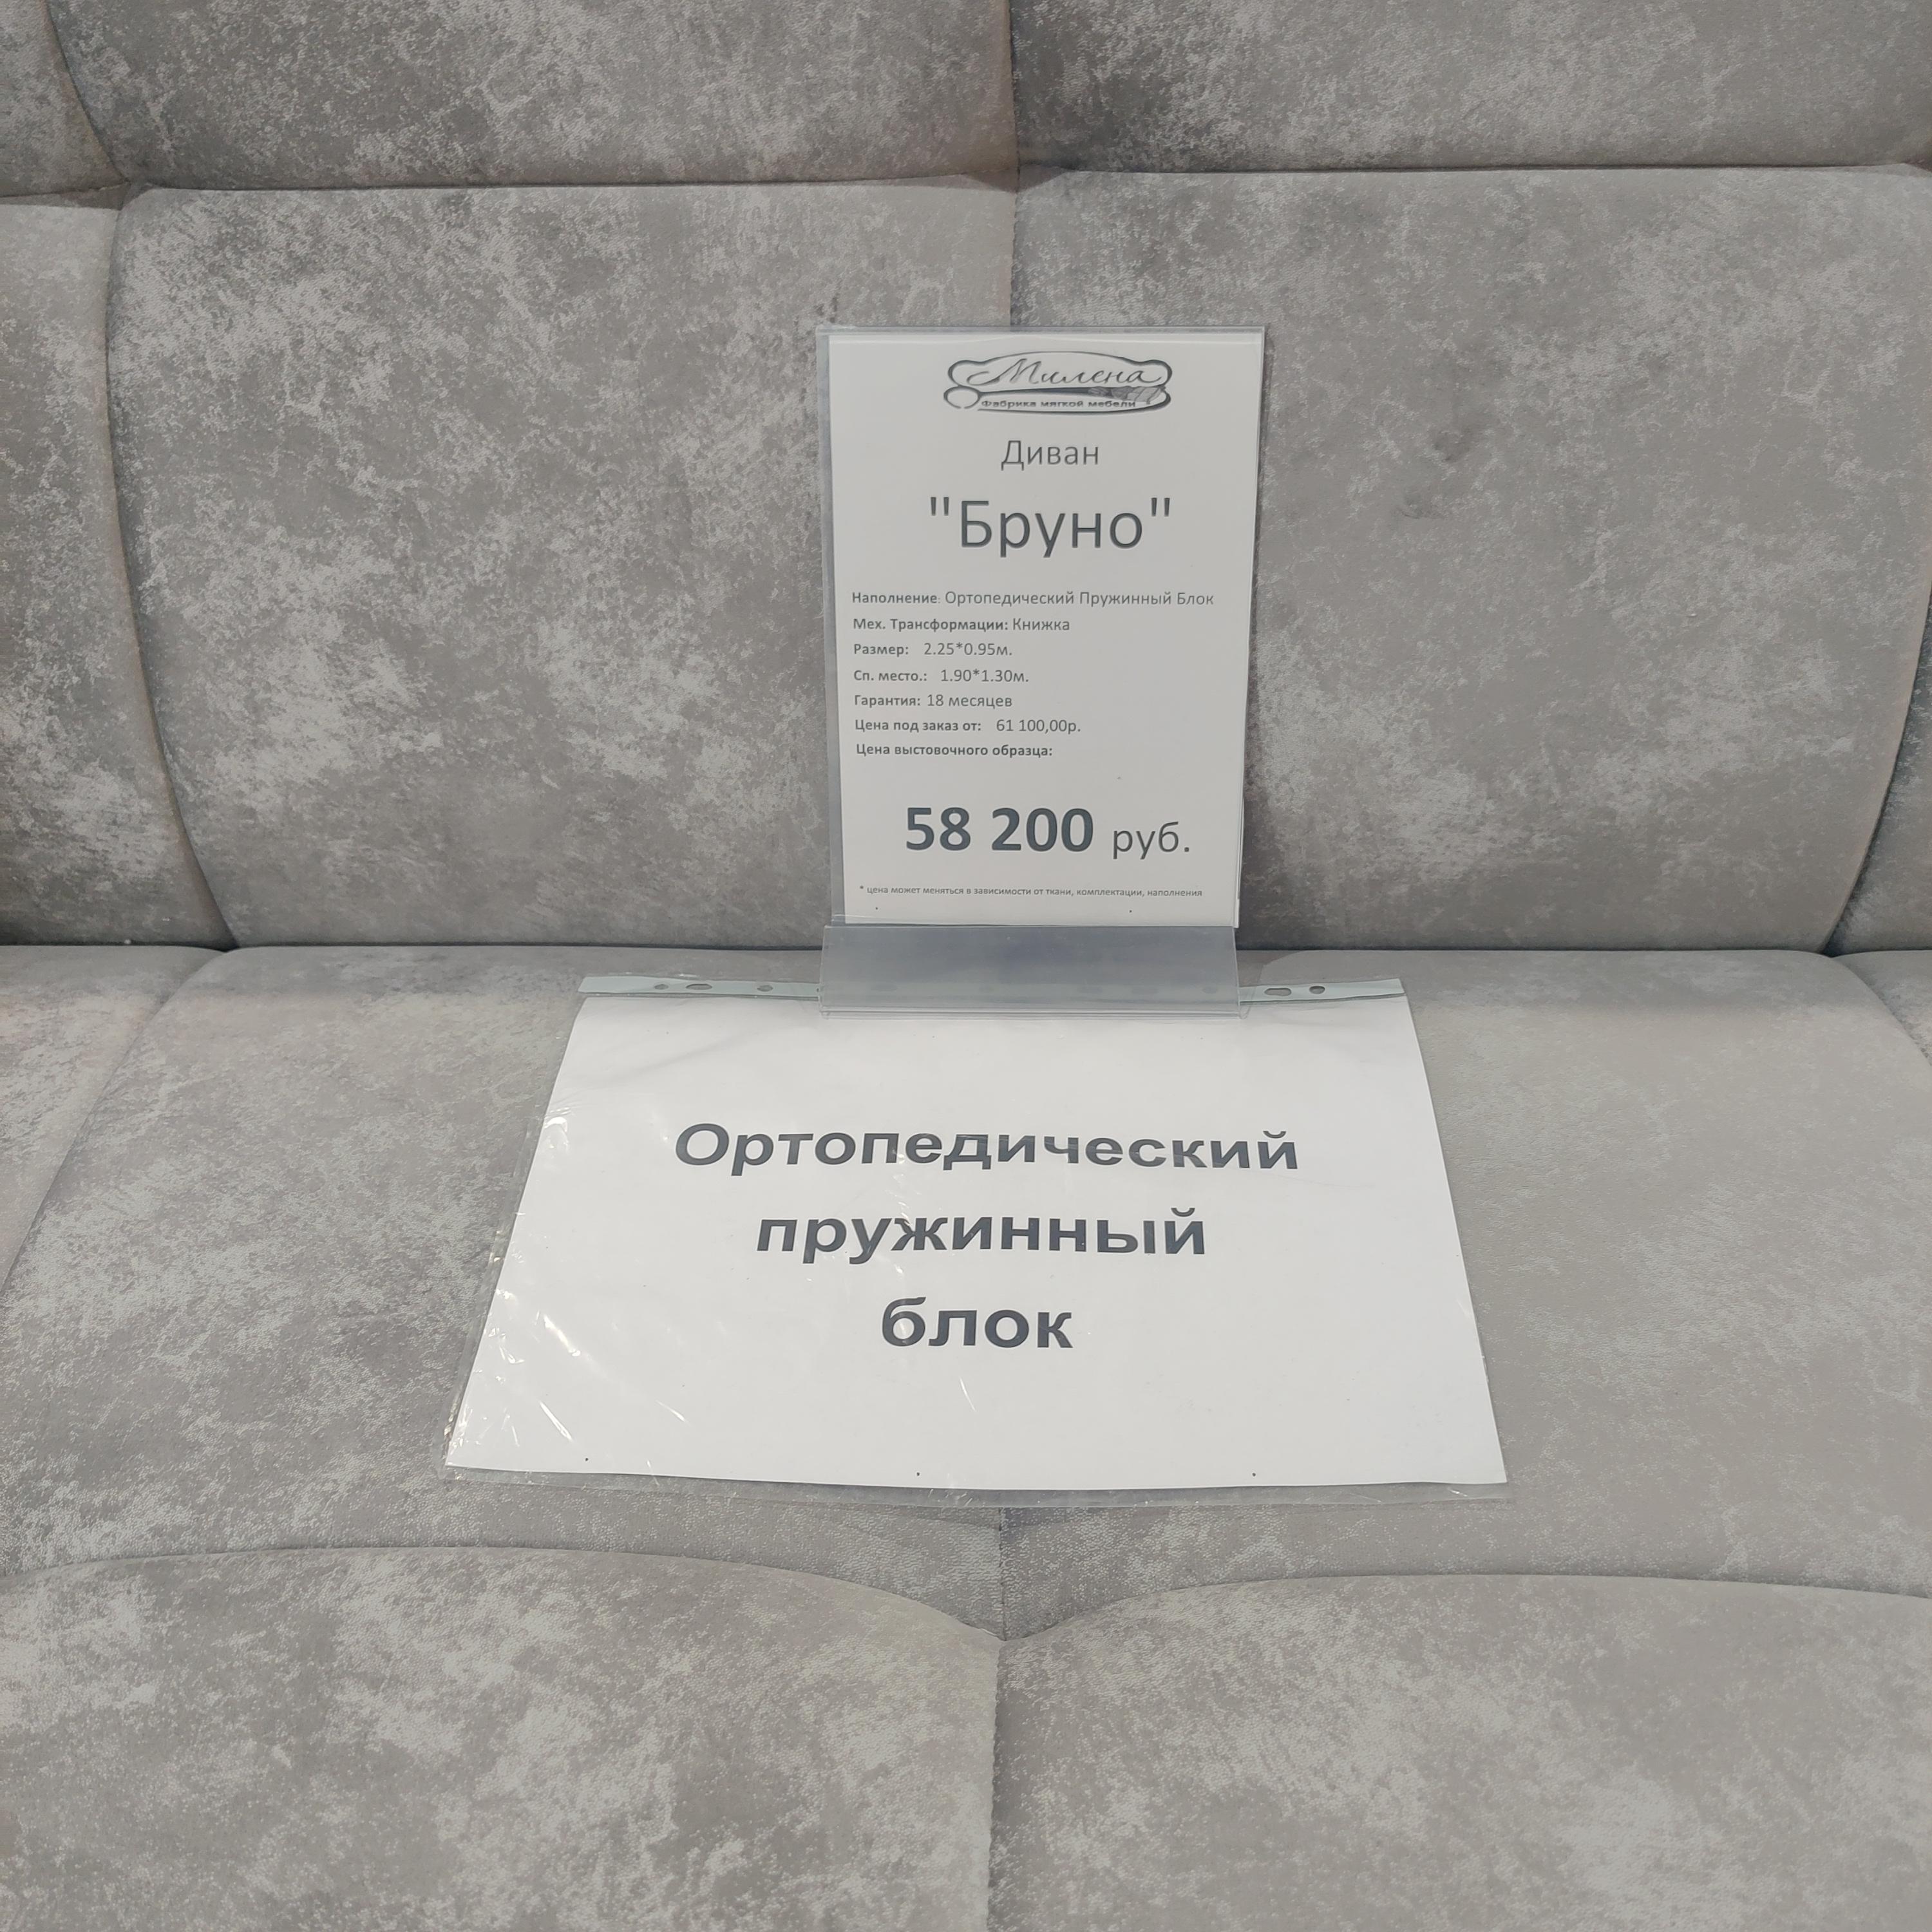 Милена
Фабрика мягкой мебели
Диван
"Бруно"
Наполнение: Ортопедический Пружинный Блок
Мех. Трансформации: Книжка
Размер: 2.25*0.95м.
Сп. место.: 1.90*1.30м.
Гарантия: 18 месяцев
Цена под заказ от: 61 100,00р.
Цена выстовочного образца:
58 200 руб.
* цена может меняться в зависимости от ткани, комплектации, наполнения
Ортопедический
пружинный
блок